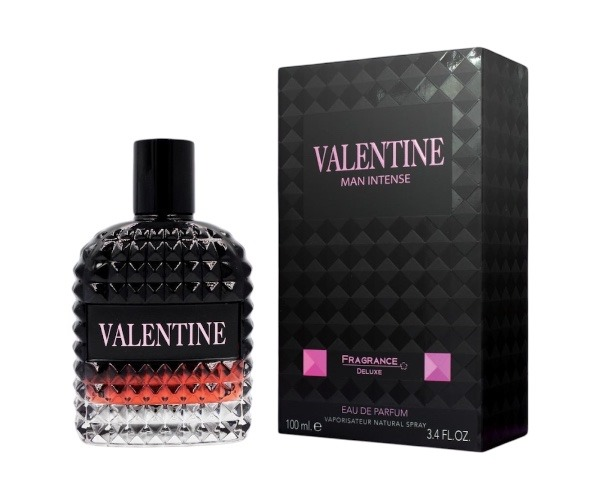 VALENTINE
VALENTINE
MAN INTENSE
FRAGRANCE
DELUXE
EAU DE PARFUM
100 ml. ℮ VAPORISATEUR NATURAL SPRAY 3.4 FL.OZ.